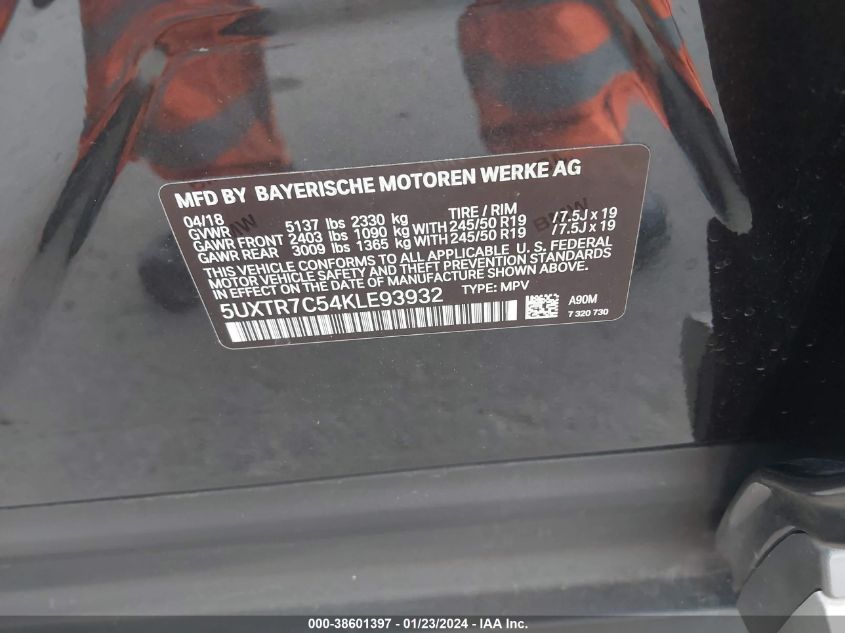 MFD BY BAYERISCHE MOTOREN WERKE AG
04/18 TIRE / RIM
GVWR 5137 lbs 2330 kg
GAWR FRONT 2403 lbs 1090 kg WITH 245/50 R19 / 7.5J x 19
GAWR REAR 3009 lbs 1365 kg WITH 245/50 R19 / 7.5J x 19
THIS VEHICLE CONFORMS TO ALL APPLICABLE U. S. FEDERAL
MOTOR VEHICLE SAFETY AND THEFT PREVENTION STANDARDS
IN EFFECT ON THE DATE OF MANUFACTURE SHOWN ABOVE.
5UXTR7C54KLE93932 TYPE: MPV
A90M
7 320 730
BMW
BMW
000-38601397 - 01/23/2024 - IAA Inc.